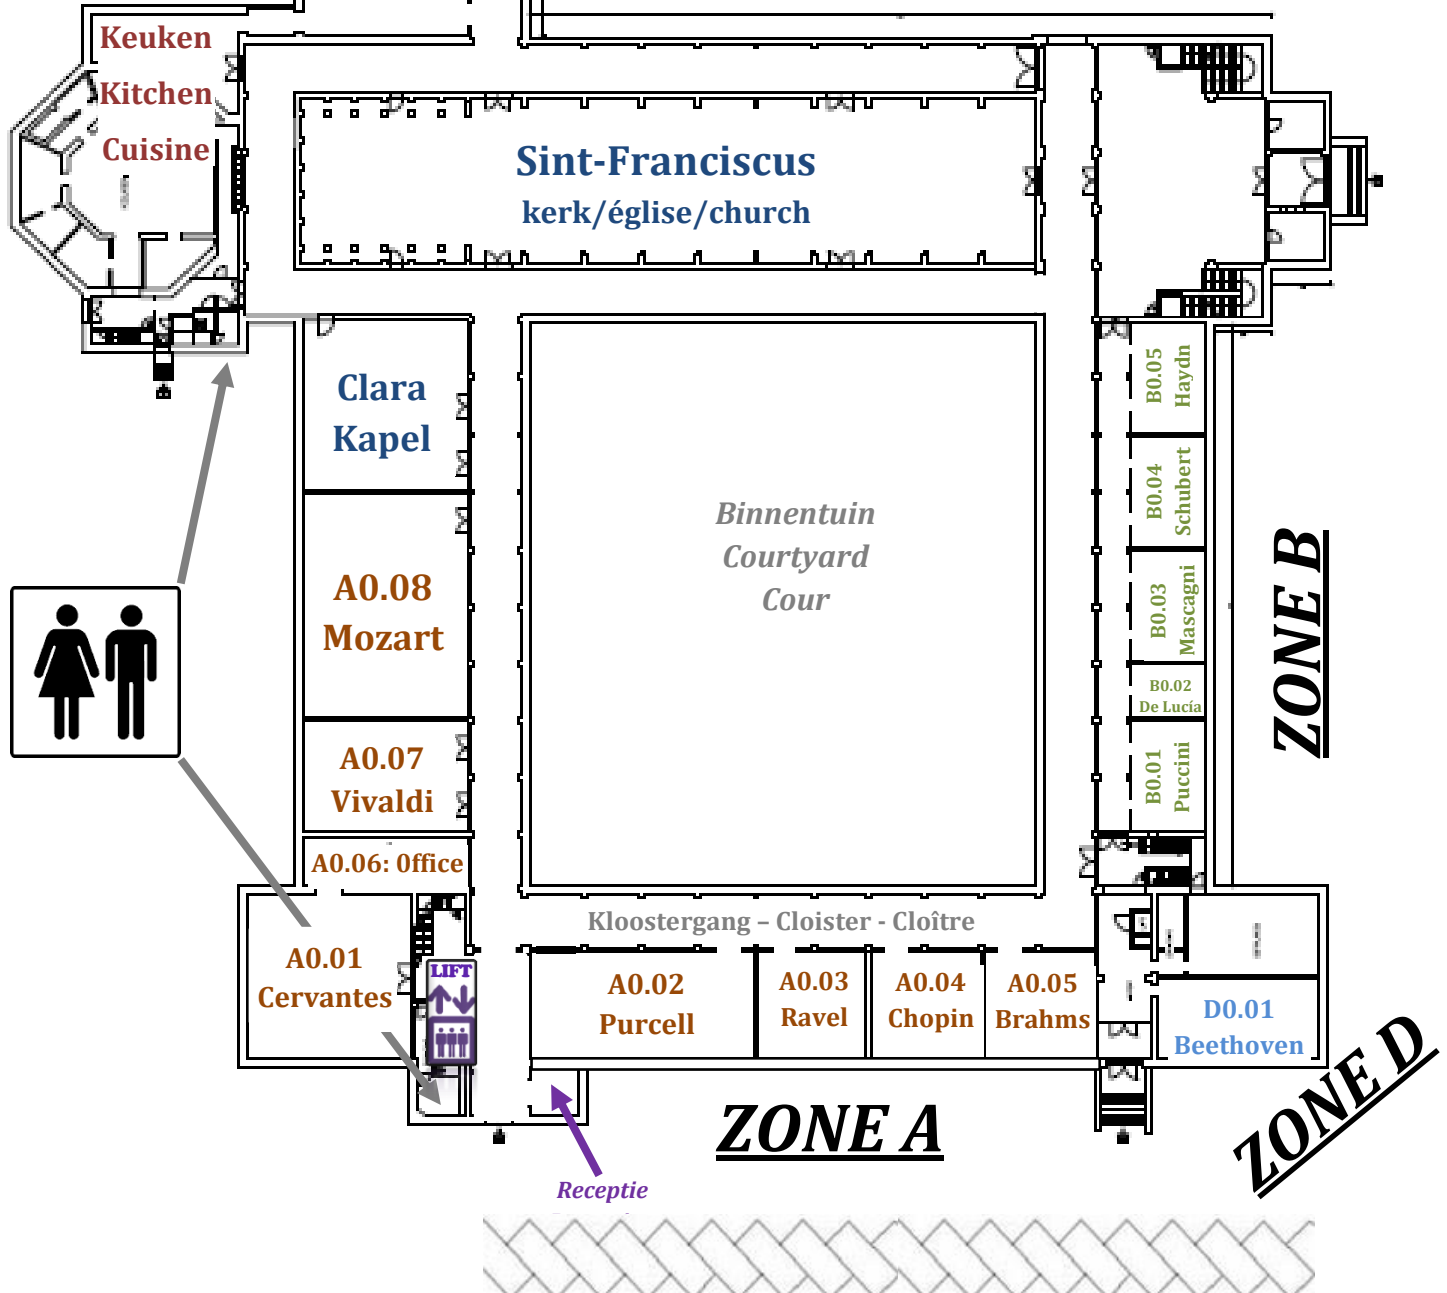 Keuken
Kitchen
Cuisine
Sint-Franciscus
kerk/église/church
Clara
Kapel
B0.05
Haydn
B0.04
Schubert
Binnentuin
Courtyard
Cour
A0.08
Mozart
B0.03
Mascagni
ZONE B
B0.02
De Lucía
A0.07
Vivaldi
B0.01
Puccini
A0.06: Office
Kloostergang – Cloister - Cloître
A0.01
Cervantes
LIFT
A0.02
Purcell
A0.03
Ravel
A0.04
Chopin
A0.05
Brahms
D0.01
Beethoven
ZONE A
ZONE D
Receptie